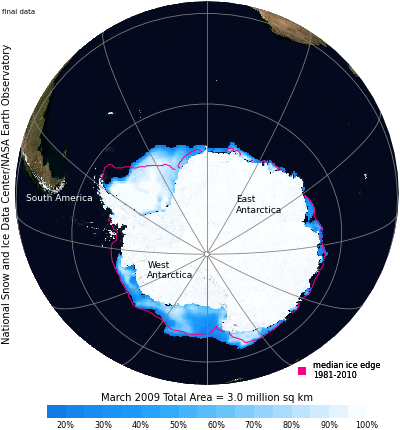 final data
National Snow and Ice Data Center/NASA Earth Observatory
South America
East
Antarctica
West
Antarctica
median ice edge
1981-2010
March 2009 Total Area = 3.0 million sq km
20% 30% 40% 50% 60% 70% 80% 90% 100%